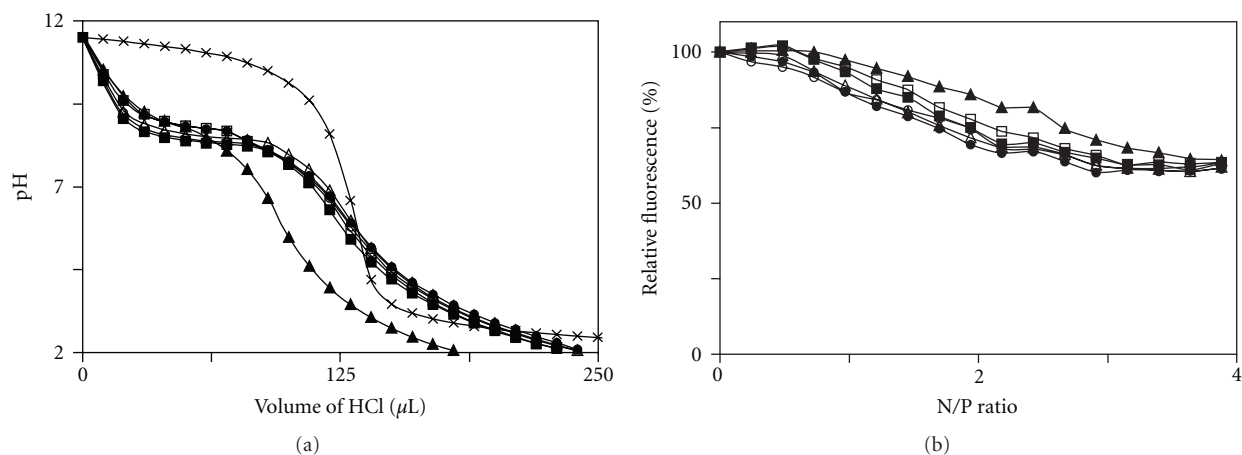 12
7
2
pH
0
125
250
Volume of HCl (μL)
(a)
100
50
0
Relative fluorescence (%)
0
2
4
N/P ratio
(b)